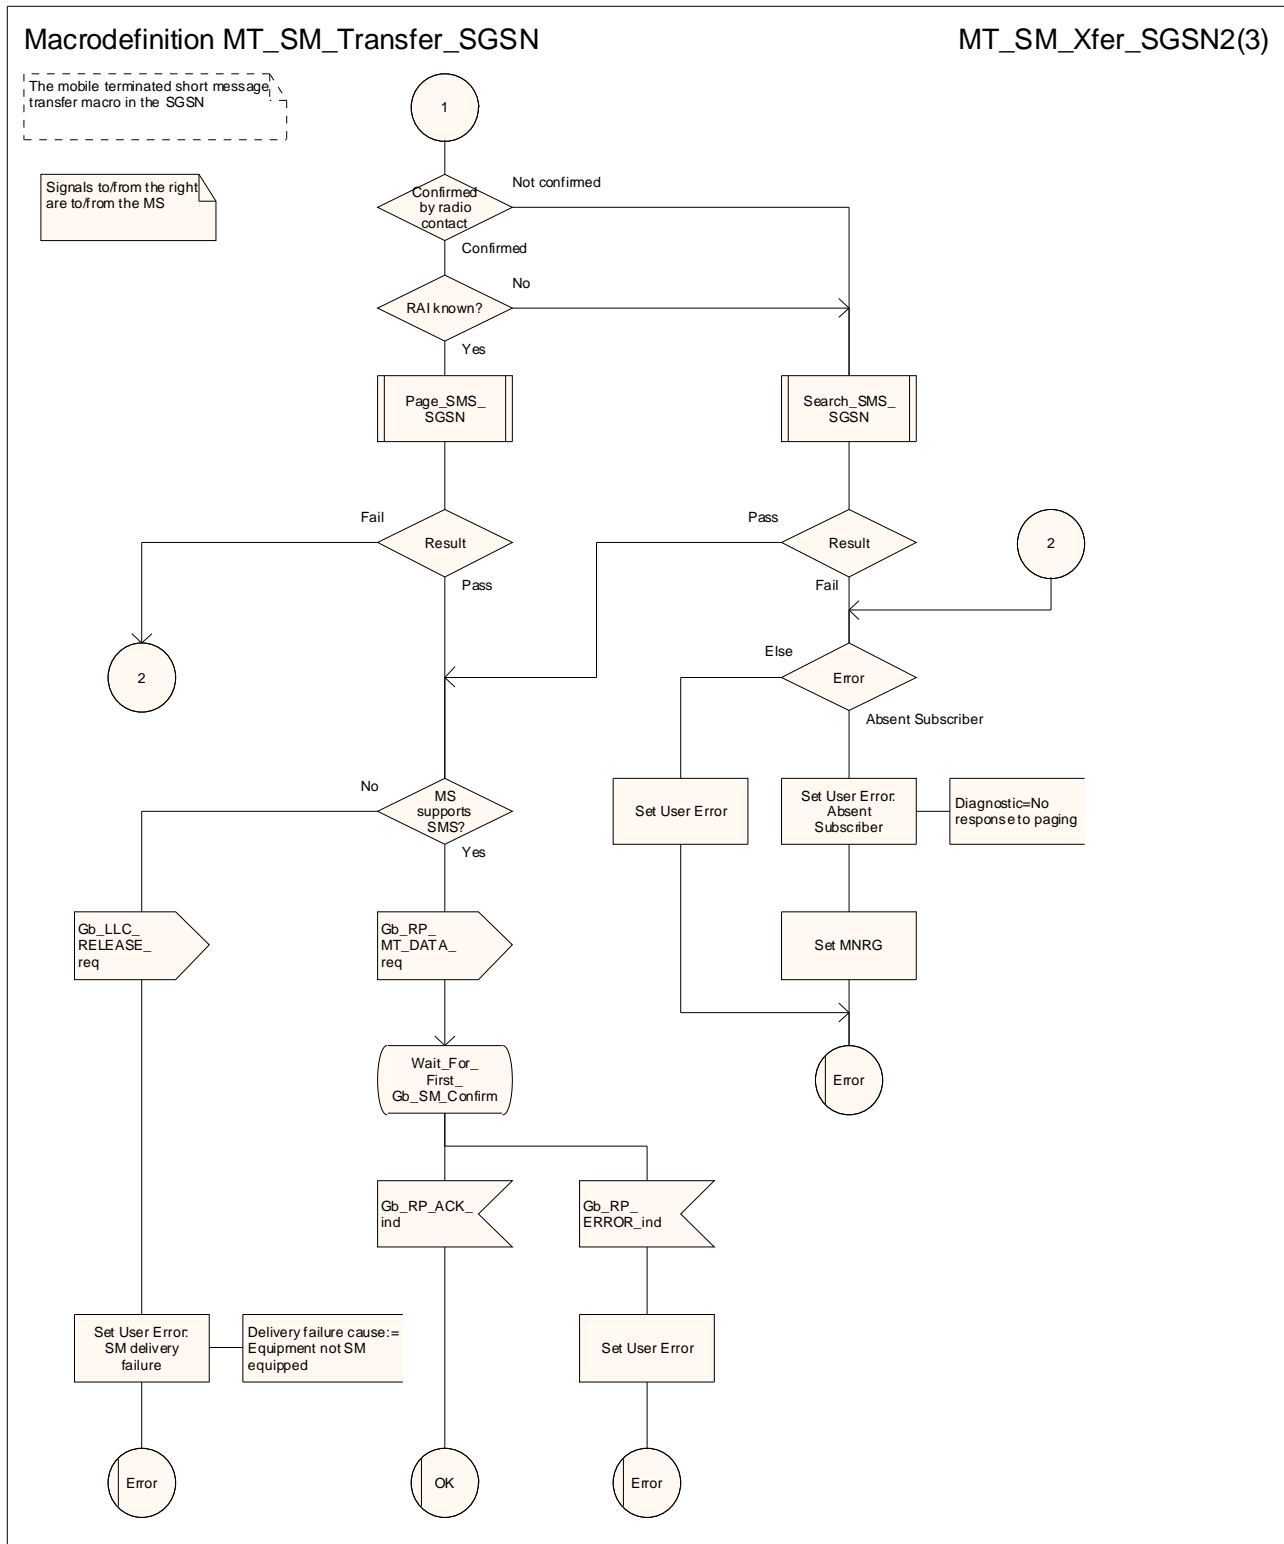 Macrodefinition MT_SM_Transfer_SGSN
MT_SM_Xfer_SGSN2(3)
The mobile terminated short message
transfer macro in the SGSN
1
Signals to/from the right
are to/from the MS
Confirmed
by radio
contact
Not confirmed
Confirmed
RAI known?
No
Yes
Page_SMS_
SGSN
Search_SMS_
SGSN
Fail
Result
Pass
Pass
Result
Fail
2
2
Else
Error
Absent Subscriber
No
MS
supports
SMS?
Yes
Set User Error
Set User Error:
Absent
Subscriber
Diagnostic=No
response to paging
Gb_LLC_
RELEASE_
req
Gb_RP_
MT_DATA_
req
Set MNRG
Wait_For_
First_
Gb_SM_Confirm
Error
Gb_RP_ACK_
ind
Gb_RP_
ERROR_ind
Set User Error:
SM delivery
failure
Delivery failure cause:=
Equipment not SM
equipped
Set User Error
Error
OK
Error